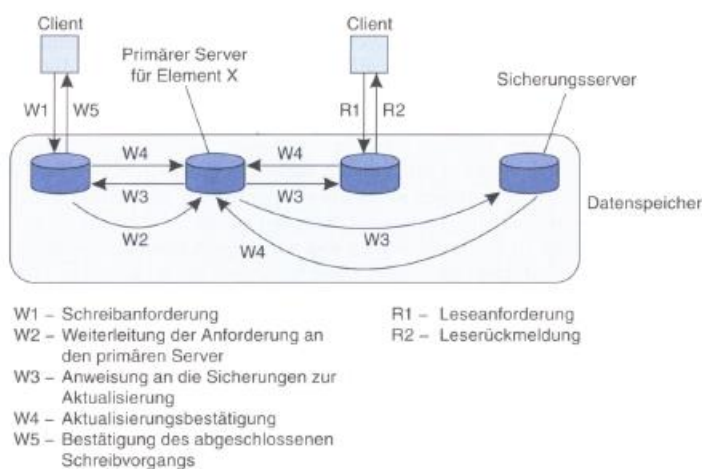 Client
Client
Primärer Server
für Element X
Sicherungsserver
W1
W5
R1
R2
W4
W4
W3
W3
W2
W4
W3
Datenspeicher
W1 – Schreibanforderung
W2 – Weiterleitung der Anforderung an
den primären Server
W3 – Anweisung an die Sicherungen zur
Aktualisierung
W4 – Aktualisierungsbestätigung
W5 – Bestätigung des abgeschlossenen
Schreibvorgangs
R1 – Leseanforderung
R2 – Leserückmeldung